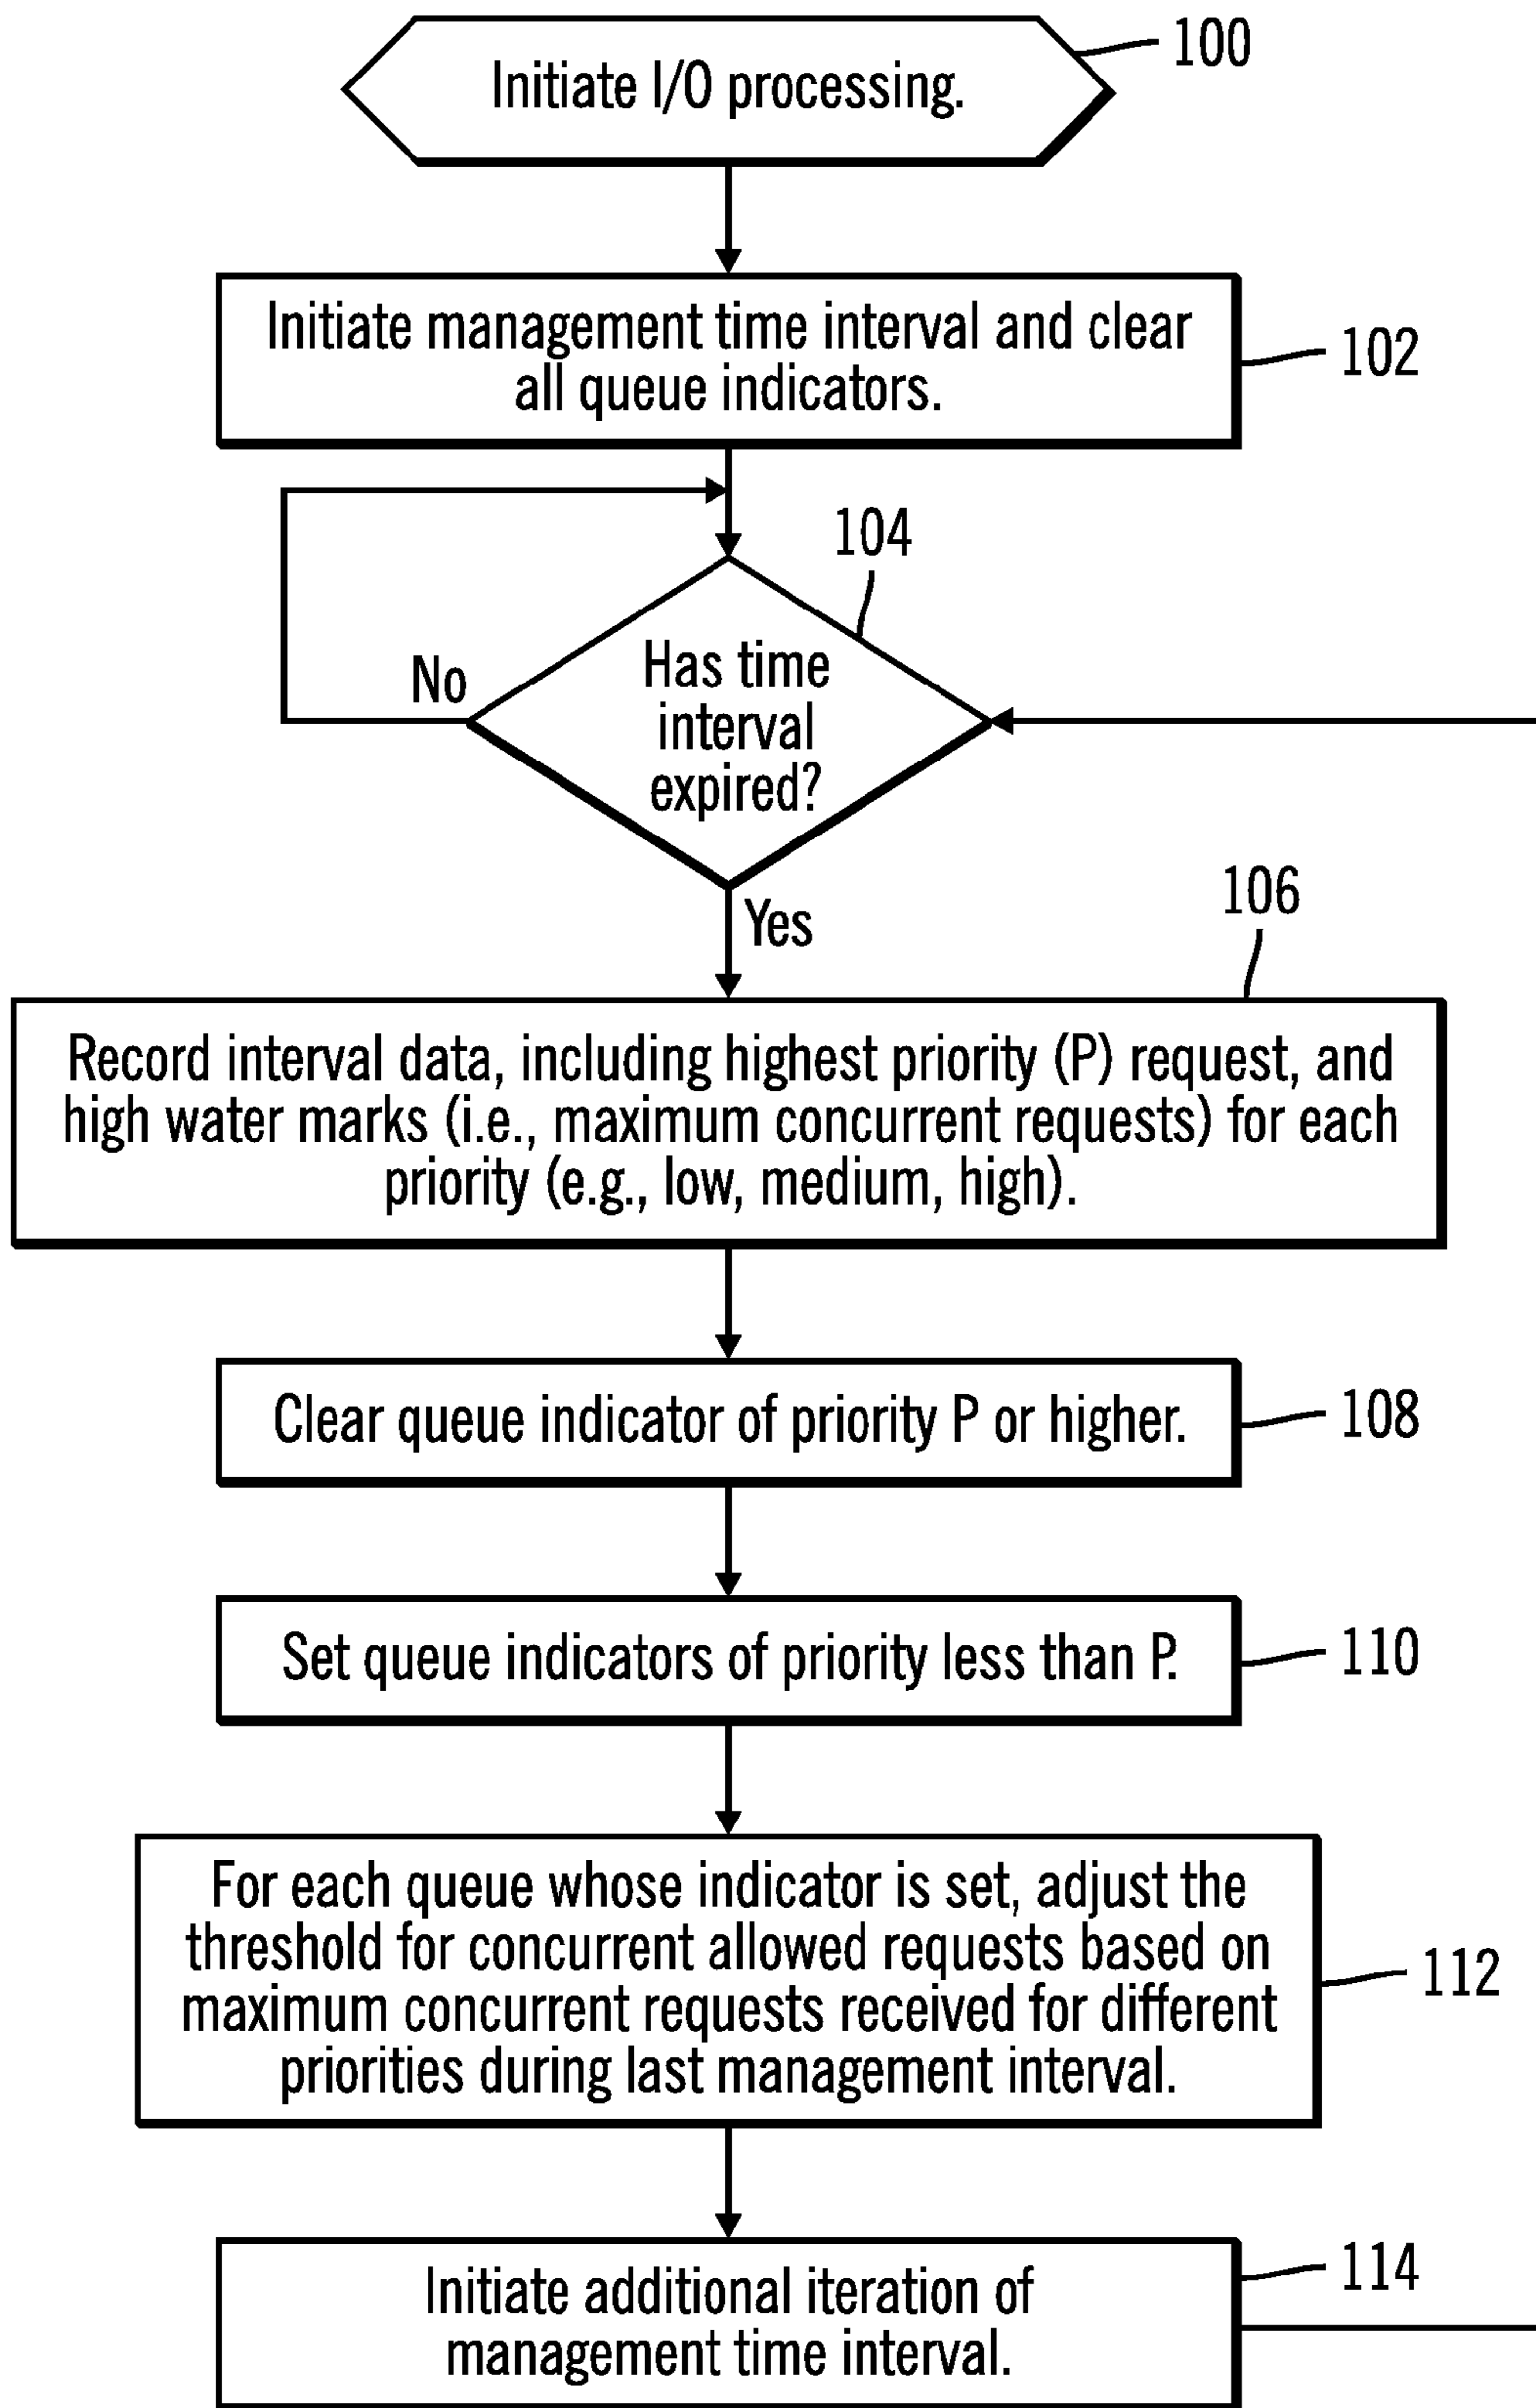 Initiate I/O processing.
100
Initiate management time interval and clear
all queue indicators.
102
104
Has time
interval
expired?
No
Yes
106
Record interval data, including highest priority (P) request, and
high water marks (i.e., maximum concurrent requests) for each
priority (e.g., low, medium, high).
Clear queue indicator of priority P or higher.
108
Set queue indicators of priority less than P.
110
For each queue whose indicator is set, adjust the
threshold for concurrent allowed requests based on
maximum concurrent requests received for different
priorities during last management interval.
112
Initiate additional iteration of
management time interval.
114